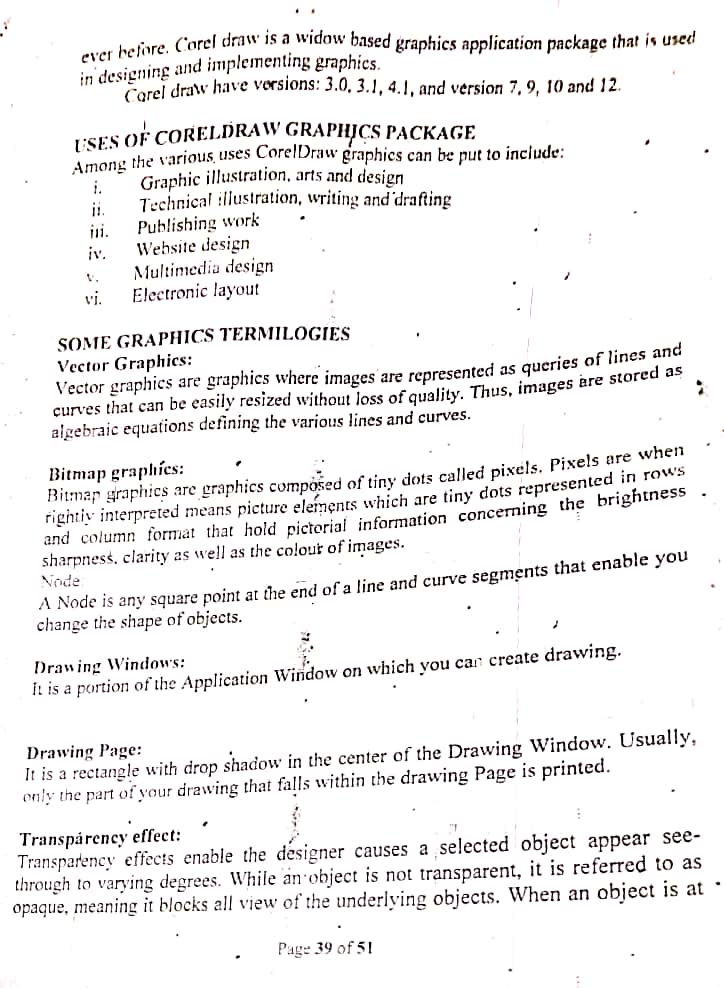 ever before. Corel draw is a widow based graphics application package that is used
in designing and implementing graphics.
Corel draw have versions: 3.0, 3.1, 4.1, and version 7, 9, 10 and 12.
USES OF CORELDRAW GRAPHICS PACKAGE
Among the various uses CorelDraw graphics can be put to include:
i. Graphic illustration, arts and design
ii. Technical illustration, writing and drafting
iii. Publishing work
iv. Website design
v. Multimedia design
vi. Electronic layout
SOME GRAPHICS TERMILOGIES
Vector Graphics:
Vector graphics are graphics where images are represented as queries of lines and
curves that can be easily resized without loss of quality. Thus, images are stored as
algebraic equations defining the various lines and curves.
Bitmap graphics:
Bitmap graphics are graphics composed of tiny dots called pixels. Pixels are when
rightly interpreted means picture elements which are tiny dots represented in rows
and column format that hold pictorial information concerning the brightness
sharpness, clarity as well as the colour of images.
Node
A Node is any square point at the end of a line and curve segments that enable you
change the shape of objects.
Drawing Windows:
It is a portion of the Application Window on which you can create drawing.
Drawing Page:
It is a rectangle with drop shadow in the center of the Drawing Window. Usually,
only the part of your drawing that falls within the drawing Page is printed.
Transparency effect:
Transparency effects enable the designer causes a selected object appear see-
through to varying degrees. While an object is not transparent, it is referred to as
opaque, meaning it blocks all view of the underlying objects. When an object is at
Page 39 of 51